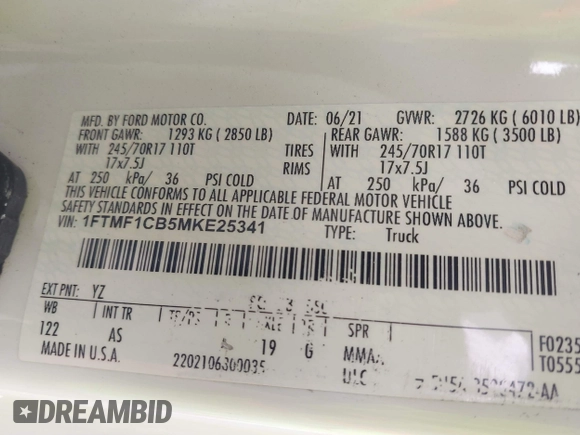 MFD. BY FORD MOTOR CO. 06/21 GVWR: 2726 KG ( 6010 LB)
FRONT GAWR: 1293 KG ( 2850 LB) REAR GAWR: 1588 KG ( 3500 LB)
WITH 245/70R17 110T TIRES WITH 245/70R17 110T
17x7.5J RIMS 17x7.5J
AT 250 kPa/ 36 PSI COLD AT 250 kPa/ 36 PSI COLD
THIS VEHICLE CONFORMS TO ALL APPLICABLE FEDERAL MOTOR VEHICLE
SAFETY STANDARDS IN EFFECT ON THE DATE OF MANUFACTURE SHOWN ABOVE.
VIN: 1FTMF1CB5MKE25341 TYPE: Truck
EXT PNT: YZ
WB INT TR SPR F0235
122 AS 19 G T0555
MADE IN U.S.A. 2202106300035
DREAMBID